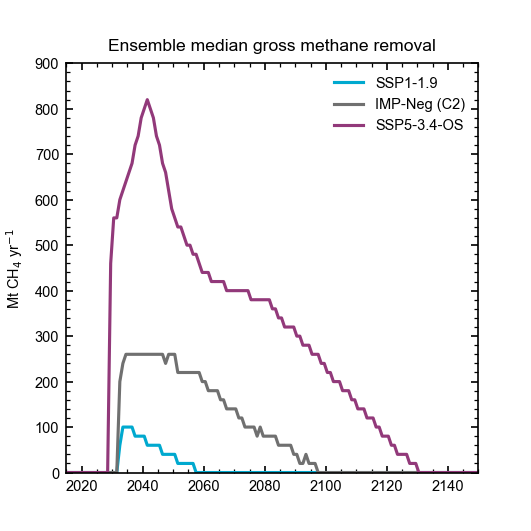 Ensemble median gross methane removal
SSP1-1.9
IMP-Neg (C2)
SSP5-3.4-OS
Mt CH₄ yr⁻¹
900
800
700
600
500
400
300
200
100
0
2020 2040 2060 2080 2100 2120 2140